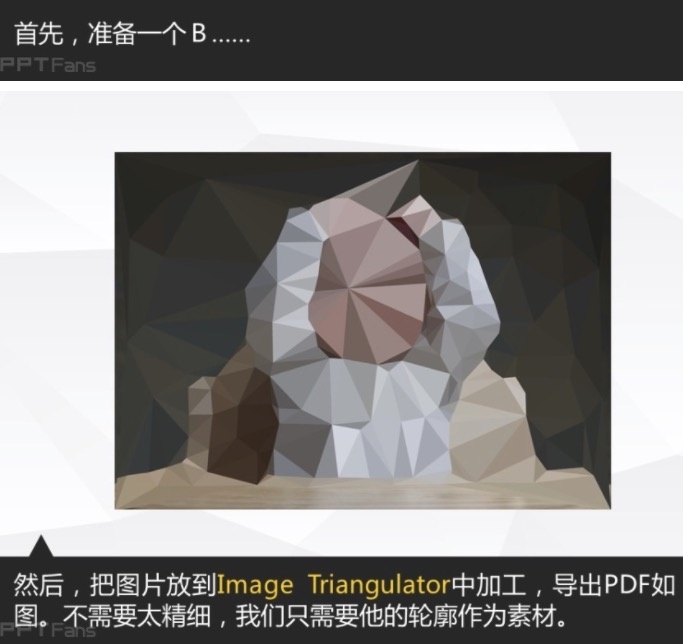 首先，准备一个 B ......
PPTFans
然后，把图片放到Image Triangulator中加工，导出PDF如
图。不需要太精细，我们只需要他的轮廓作为素材。
PPTFans